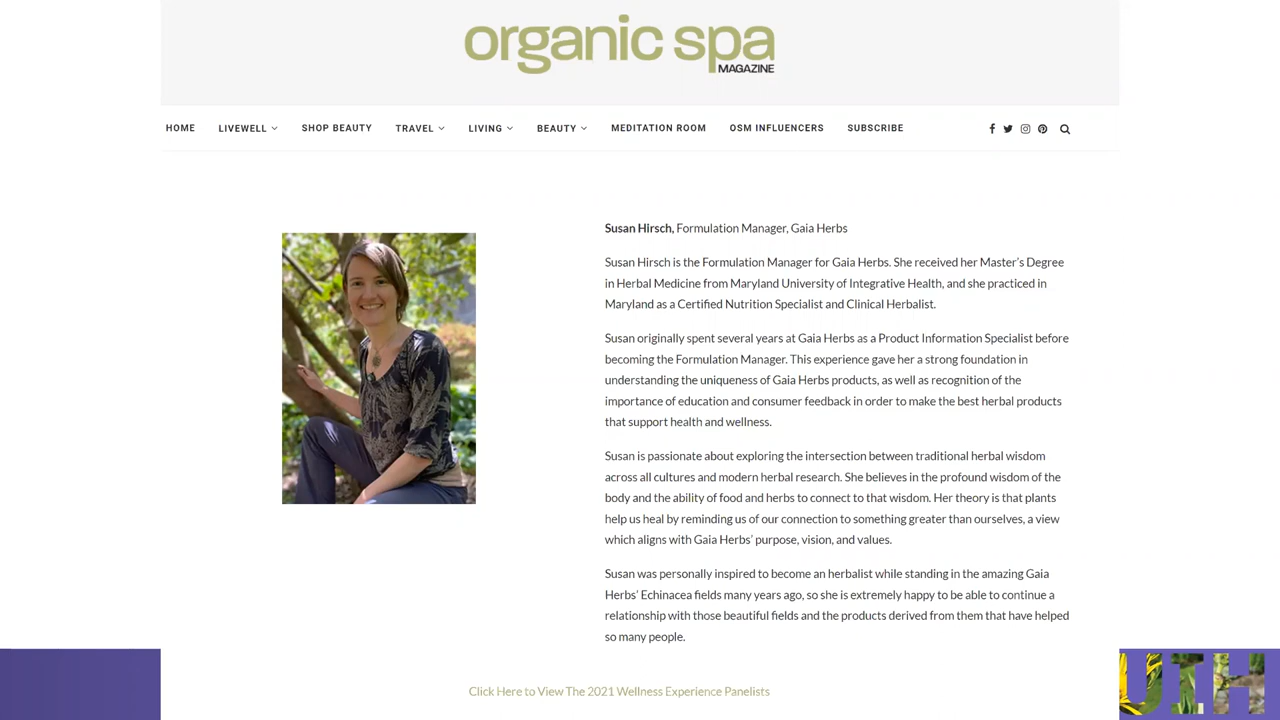 organic spa
MAGAZINE
HOME LIVEWELL SHOP BEAUTY TRAVEL LIVING BEAUTY MEDITATION ROOM OSM INFLUENCERS SUBSCRIBE
Susan Hirsch, Formulation Manager, Gaia Herbs
Susan Hirsch is the Formulation Manager for Gaia Herbs. She received her Master’s Degree
in Herbal Medicine from Maryland University of Integrative Health, and she practiced in
Maryland as a Certified Nutrition Specialist and Clinical Herbalist.
Susan originally spent several years at Gaia Herbs as a Product Information Specialist before
becoming the Formulation Manager. This experience gave her a strong foundation in
understanding the uniqueness of Gaia Herbs products, as well as recognition of the
importance of education and consumer feedback in order to make the best herbal products
that support health and wellness.
Susan is passionate about exploring the intersection between traditional herbal wisdom
across all cultures and modern herbal research. She believes in the profound wisdom of the
body and the ability of food and herbs to connect to that wisdom. Her theory is that plants
help us heal by reminding us of our connection to something greater than ourselves, a view
which aligns with Gaia Herbs’ purpose, vision, and values.
Susan was personally inspired to become an herbalist while standing in the amazing Gaia
Herbs’ Echinacea fields many years ago, so she is extremely happy to be able to continue a
relationship with those beautiful fields and the products derived from them that have helped
so many people.
Click Here to View The 2021 Wellness Experience Panelists
UTH